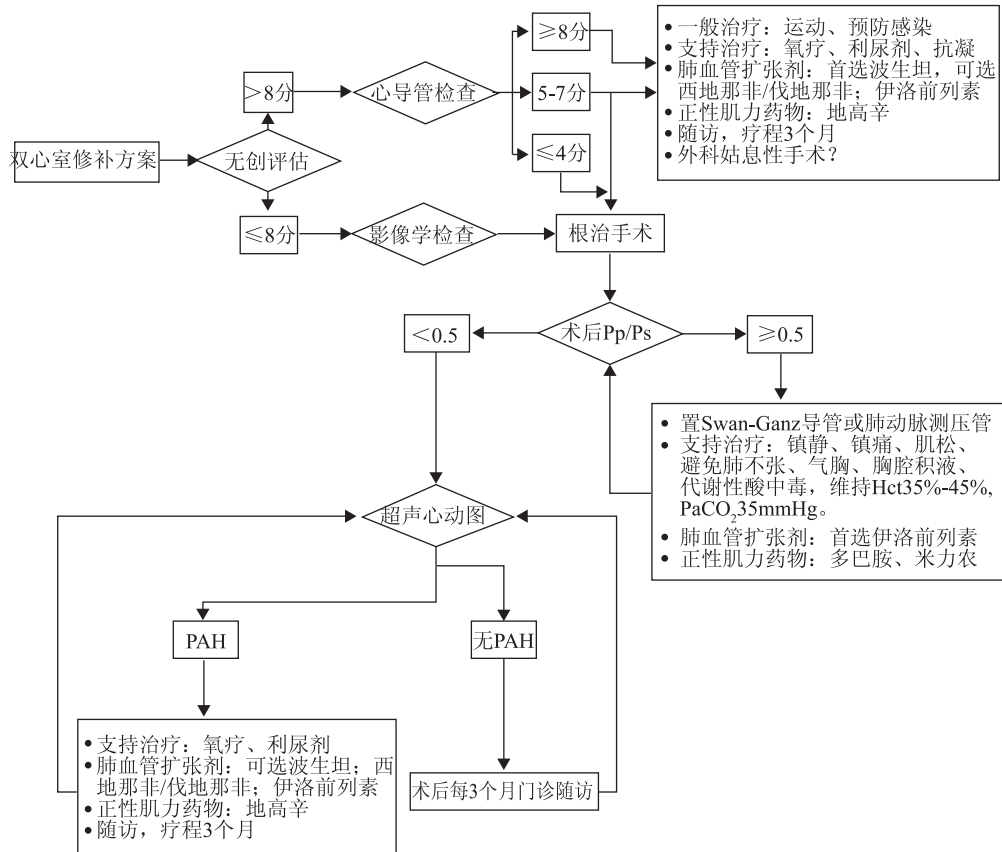 双心室修补方案
无创评估
>8分
心导管检查
≥8分
5-7分
≤4分
• 一般治疗：运动、预防感染
• 支持治疗：氧疗、利尿剂、抗凝
• 肺血管扩张剂：首选波生坦，可选
西地那非/伐地那非；伊洛前列素
• 正性肌力药物：地高辛
• 随访，疗程3个月
• 外科姑息性手术？
≤8分
影像学检查
根治手术
<0.5
术后Pp/Ps
≥0.5
• 置Swan-Ganz导管或肺动脉测压管
• 支持治疗：镇静、镇痛、肌松、
避免肺不张、气胸、胸腔积液、
代谢性酸中毒，维持Hct35%-45%,
PaCO₂35mmHg。
• 肺血管扩张剂：首选伊洛前列素
• 正性肌力药物：多巴胺、米力农
超声心动图
PAH
无PAH
• 支持治疗：氧疗、利尿剂
• 肺血管扩张剂：可选波生坦；西
地那非/伐地那非；伊洛前列素
• 正性肌力药物：地高辛
• 随访，疗程3个月
术后每3个月门诊随访